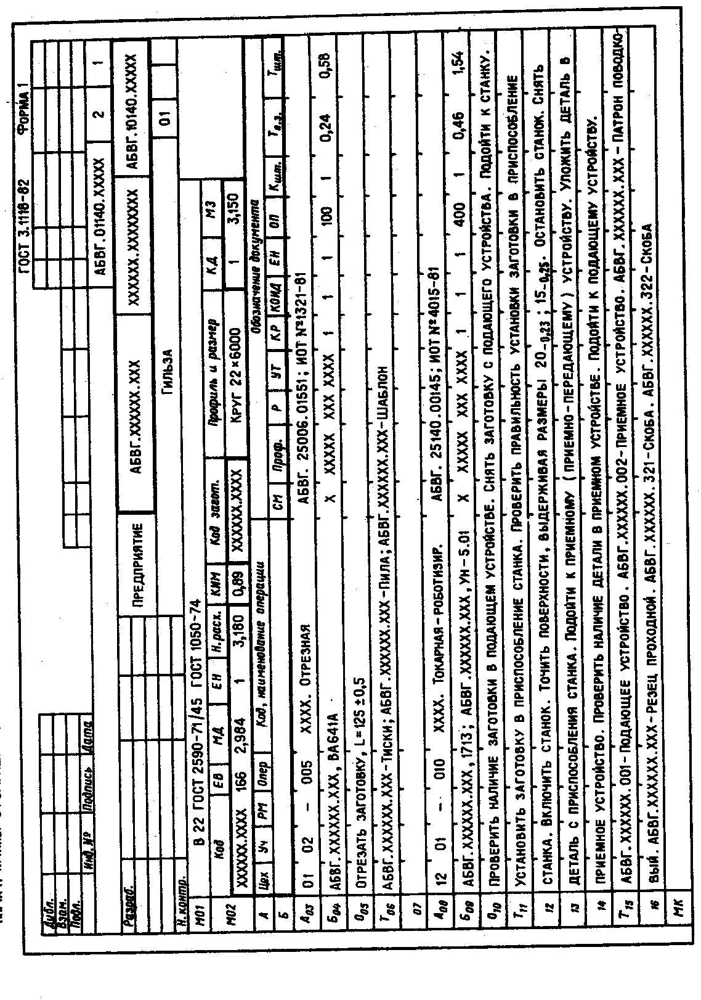 ГОСТ 3.1118-82 ФОРМА 1
Дубл.
Взам.
Подл.
Инд. № Подпись Дата
АБВГ.01140.XXXXX 2 1
Разраб. ПРЕДПРИЯТИЕ АБВГ.XXXXXX.XXX XXXXXX.XXXXXXX АБВГ.10140.XXXXX
Н. контр. ГИЛЬЗА 01
М01 В 22 ГОСТ 2590-71/45 ГОСТ 1050-74
Код ЕВ МД ЕН Н.расх. КИМ Код загот. Профиль и размер КД МЗ
М02 XXXXXX.XXXX 166 2,984 1 3,180 0,89 XXXXXX.XXXX КРУГ 22×6000 1 3,150
А Цех Уч РМ Опер Код, наименование операции Обозначение документа
Б СМ Проф. Р УТ КР КОИД ЕН ОП Кшт. Тп.з. Тшт.
А03 01 02 – 005 XXXX. ОТРЕЗНАЯ АБВГ. 25006.01551; ИОТ №1321-81
Б04 АБВГ.XXXXXX.XXX, ВА641А X XXXXX XXX XXXX 1 1 1 100 1 0,24 0,58
О05 ОТРЕЗАТЬ ЗАГОТОВКУ, L=125±0,5
Т06 АБВГ.XXXXXX.XXX-ТИСКИ; АБВГ.XXXXXX.XXX-ПИЛА; АБВГ.XXXXXX.XXX-ШАБЛОН
07
А08 12 01 – 010 XXXX. ТОКАРНАЯ-РОБОТИЗИР. АБВГ. 25140.00145; ИОТ №4015-81
Б09 АБВГ.XXXXXX.XXX,1713; АБВГ.XXXXXX.XXX,УН-5.01 X XXXXX XXX XXXX 1 1 1 400 1 0,46 1,54
О10 ПРОВЕРИТЬ НАЛИЧИЕ ЗАГОТОВКИ В ПОДАЮЩЕМ УСТРОЙСТВЕ. СНЯТЬ ЗАГОТОВКУ С ПОДАЮЩЕГО УСТРОЙСТВА. ПОДОЙТИ К СТАНКУ.
Т11 УСТАНОВИТЬ ЗАГОТОВКУ В ПРИСПОСОБЛЕНИЕ СТАНКА. ПРОВЕРИТЬ ПРАВИЛЬНОСТЬ УСТАНОВКИ ЗАГОТОВКИ В ПРИСПОСОБЛЕНИЕ
12 СТАНКА. ВКЛЮЧИТЬ СТАНОК. ТОЧИТЬ ПОВЕРХНОСТИ, ВЫДЕРЖИВАЯ РАЗМЕРЫ 20-0,23; 15-0,25. ОСТАНОВИТЬ СТАНОК. СНЯТЬ
13 ДЕТАЛЬ С ПРИСПОСОБЛЕНИЯ СТАНКА. ПОДОЙТИ К ПРИЕМНОМУ (ПРИЕМНО-ПЕРЕДАЮЩЕМУ) УСТРОЙСТВУ. УЛОЖИТЬ ДЕТАЛЬ В
14 ПРИЕМНОЕ УСТРОЙСТВО. ПРОВЕРИТЬ НАЛИЧИЕ ДЕТАЛИ В ПРИЕМНОМ УСТРОЙСТВЕ. ПОДОЙТИ К ПОДАЮЩЕМУ УСТРОЙСТВУ.
Т15 АБВГ.XXXXXX.001-ПОДАЮЩЕЕ УСТРОЙСТВО. АБВГ.XXXXXX.002-ПРИЕМНОЕ УСТРОЙСТВО. АБВГ.XXXXXX.XXX-ПАТРОН ПОВОДКО-
16 ВЫЙ. АБВГ.XXXXXX.XXX-РЕЗЕЦ ПРОХОДНОЙ. АБВГ.XXXXXX.321-СКОБА. АБВГ.XXXXXX.322-СКОБА
МК